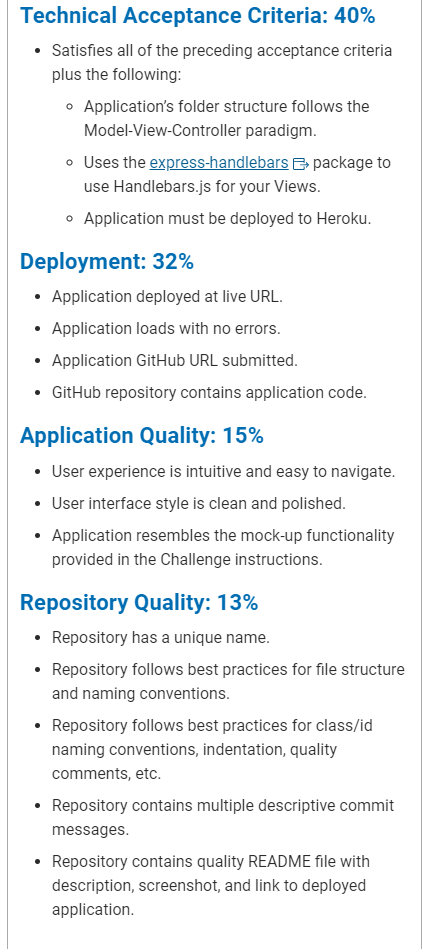 Technical Acceptance Criteria: 40%
• Satisfies all of the preceding acceptance criteria
plus the following:
◦ Application’s folder structure follows the
Model-View-Controller paradigm.
◦ Uses the express-handlebars package to
use Handlebars.js for your Views.
◦ Application must be deployed to Heroku.
Deployment: 32%
• Application deployed at live URL.
• Application loads with no errors.
• Application GitHub URL submitted.
• GitHub repository contains application code.
Application Quality: 15%
• User experience is intuitive and easy to navigate.
• User interface style is clean and polished.
• Application resembles the mock-up functionality
provided in the Challenge instructions.
Repository Quality: 13%
• Repository has a unique name.
• Repository follows best practices for file structure
and naming conventions.
• Repository follows best practices for class/id
naming conventions, indentation, quality
comments, etc.
• Repository contains multiple descriptive commit
messages.
• Repository contains quality README file with
description, screenshot, and link to deployed
application.